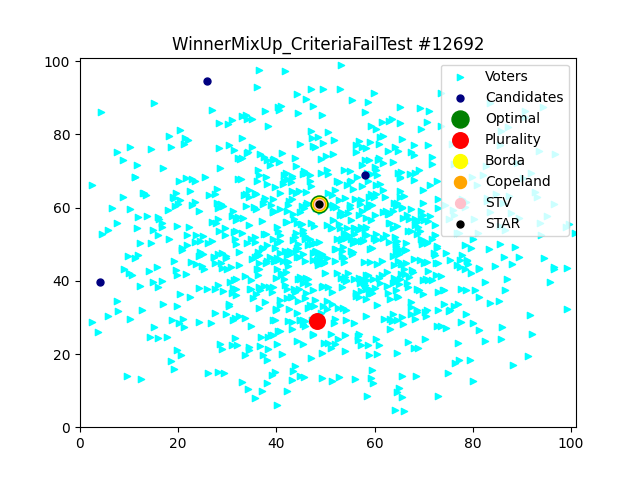 WinnerMixUp_CriteriaFailTest #12692
100
80
60
40
20
0
0
20
40
60
80
100
Voters
Candidates
Optimal
Plurality
Borda
Copeland
STV
STAR